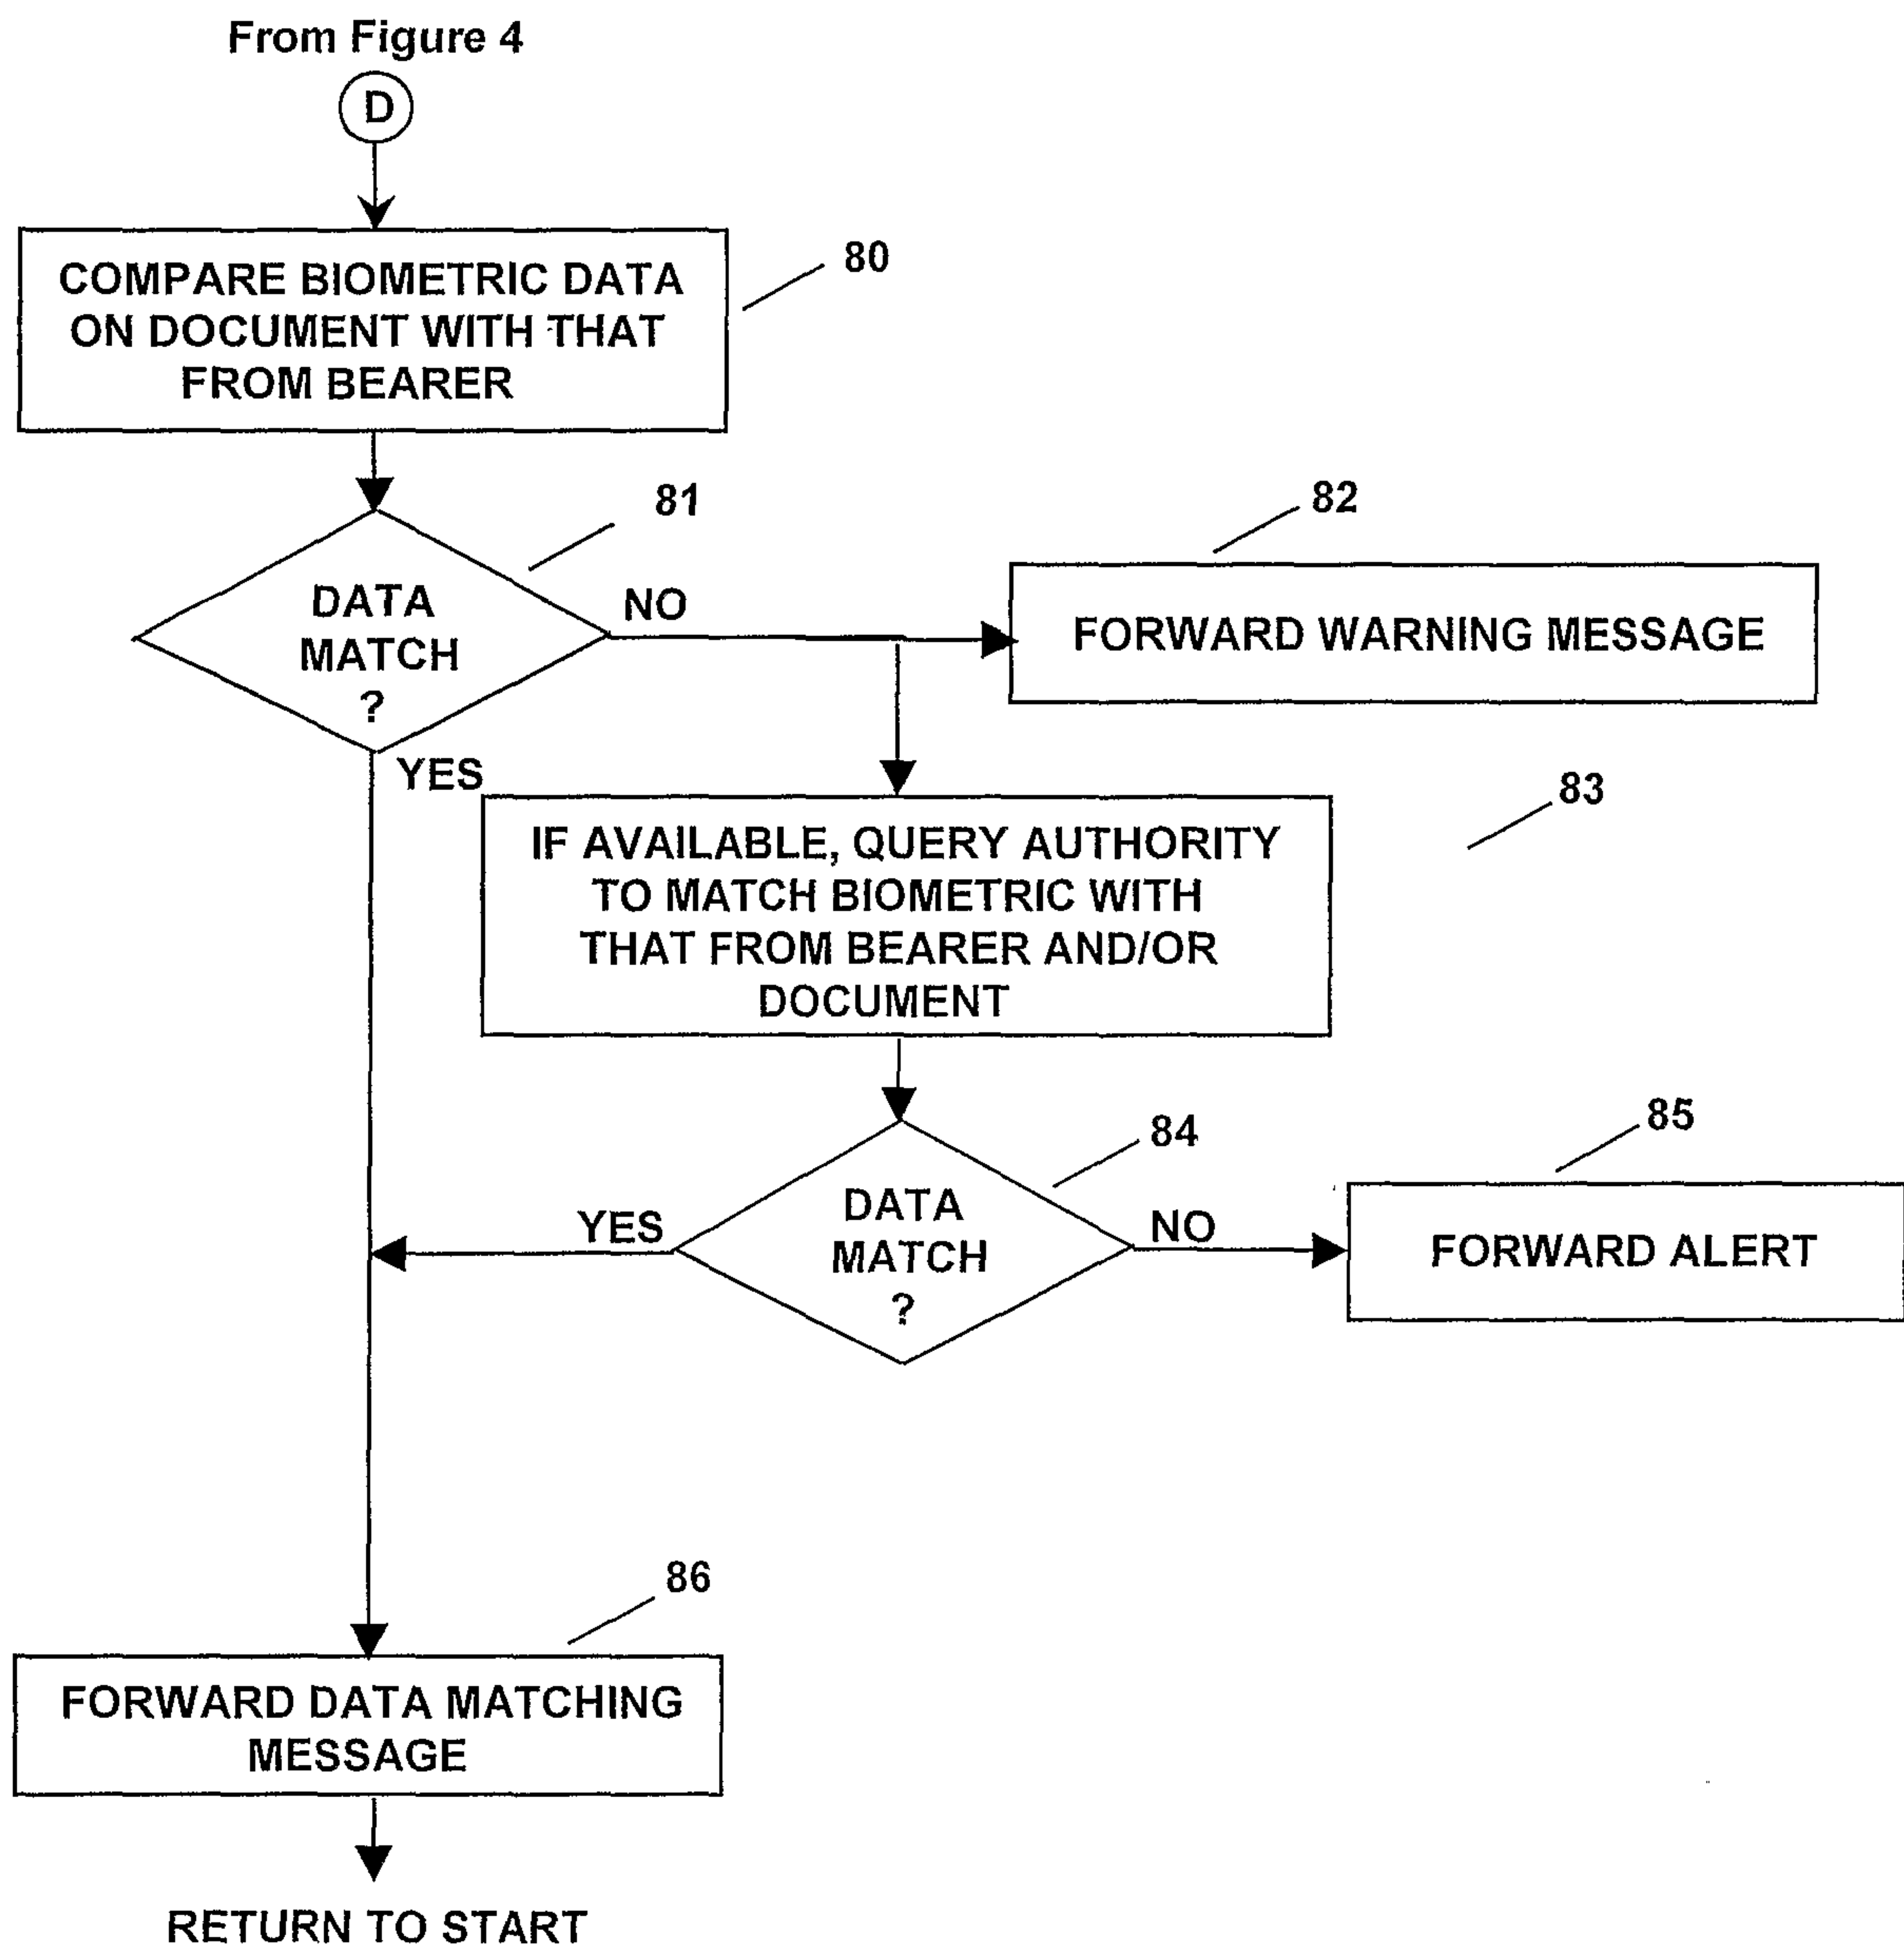 From Figure 4
D
COMPARE BIOMETRIC DATA
ON DOCUMENT WITH THAT
FROM BEARER
80
81
DATA
MATCH
?
NO
YES
82
FORWARD WARNING MESSAGE
83
IF AVAILABLE, QUERY AUTHORITY
TO MATCH BIOMETRIC WITH
THAT FROM BEARER AND/OR
DOCUMENT
84
DATA
MATCH
?
YES
NO
85
FORWARD ALERT
86
FORWARD DATA MATCHING
MESSAGE
RETURN TO START